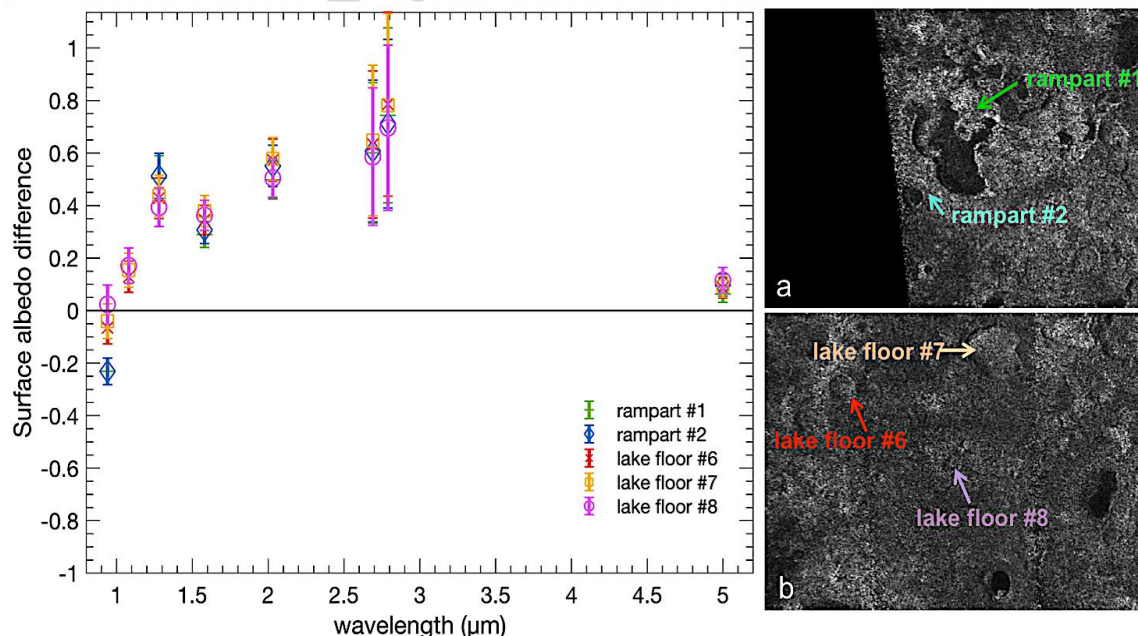 Surface albedo difference
1
0.8
0.6
0.4
0.2
0
-0.2
-0.4
-0.6
-0.8
-1
1
1.5
2
2.5
3
3.5
4
4.5
5
wavelength (µm)
rampart #1
rampart #2
lake floor #6
lake floor #7
lake floor #8
rampart #1
rampart #2
a
lake floor #7
lake floor #6
lake floor #8
b